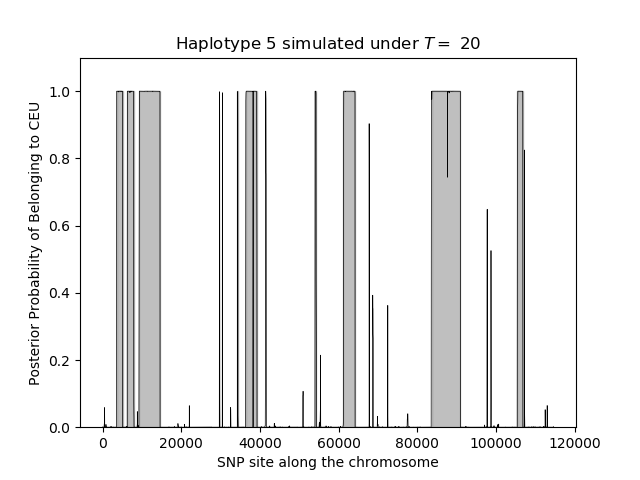 Haplotype 5 simulated under T = 20
Posterior Probability of Belonging to CEU
1.0
0.8
0.6
0.4
0.2
0.0
0 20000 40000 60000 80000 100000 120000
SNP site along the chromosome